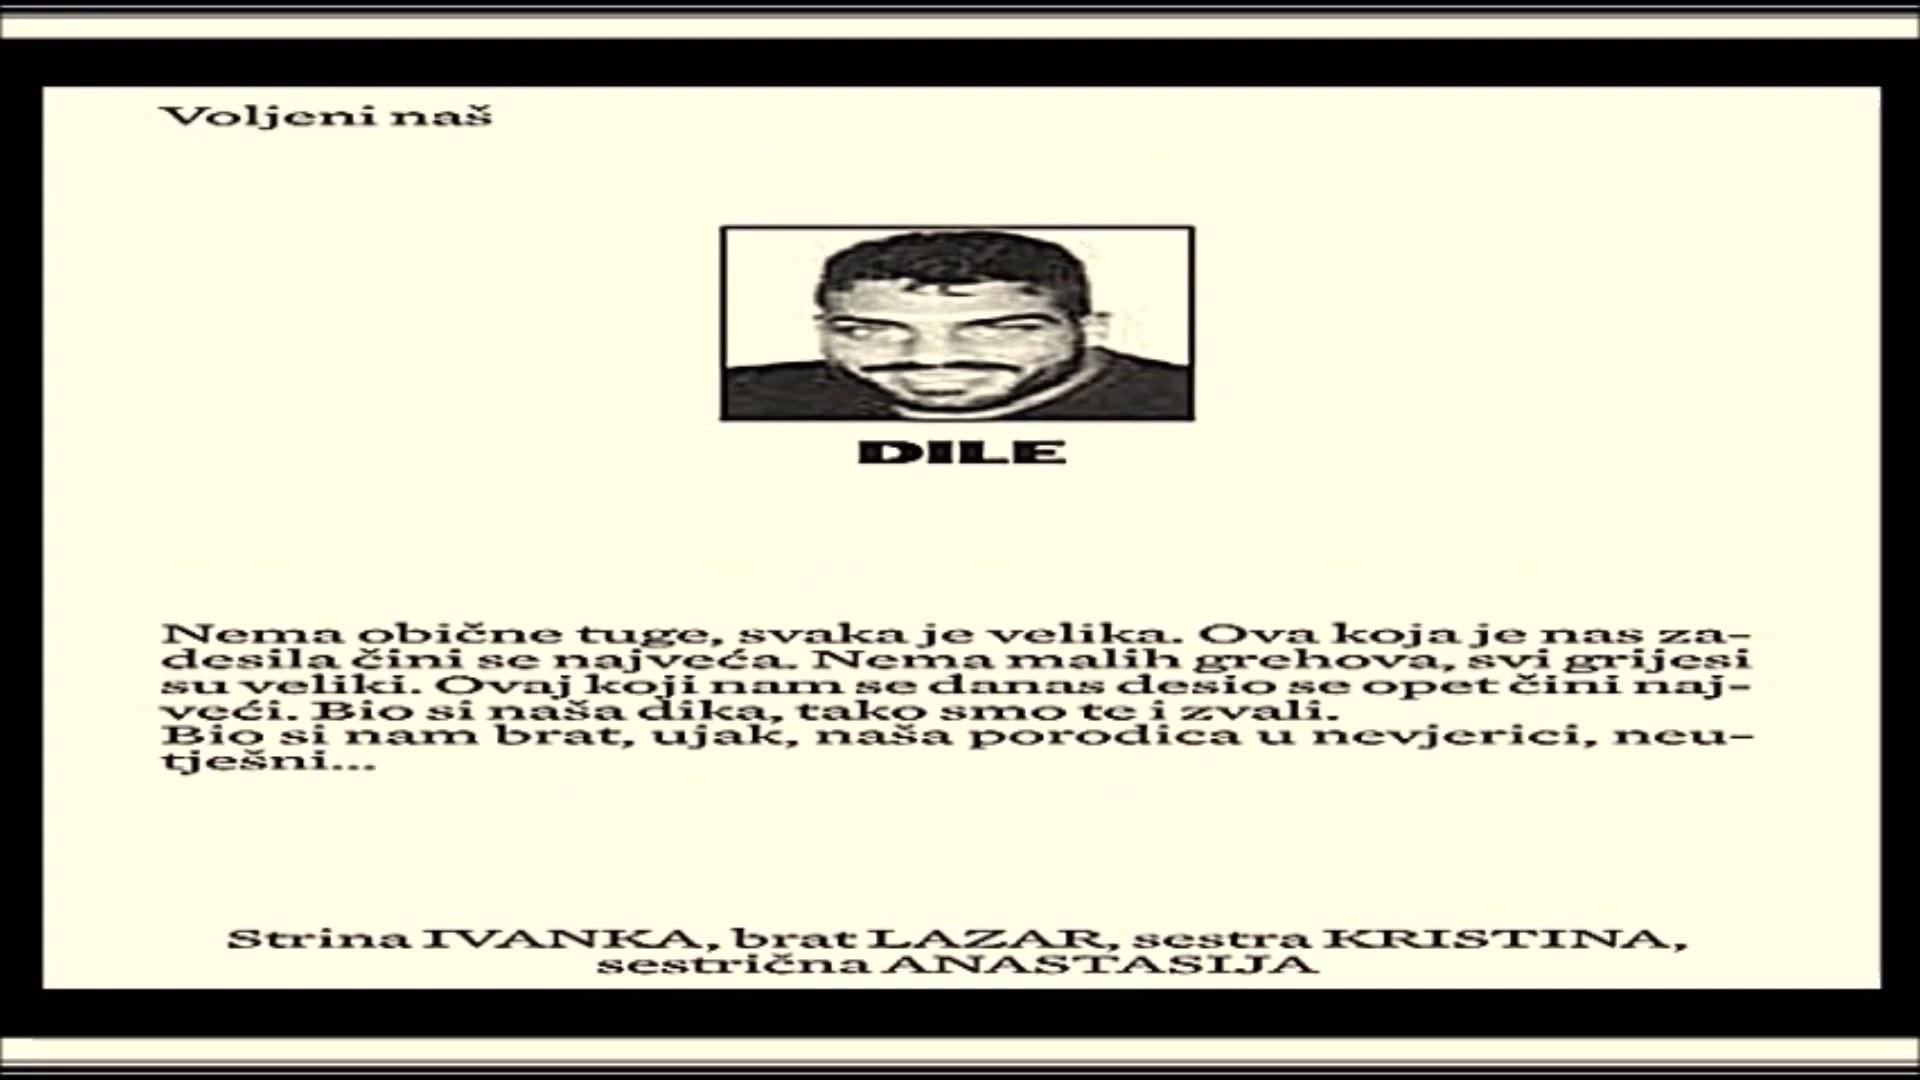 Voljeni naš
DILE
Nema obične tuge, svaka je velika. Ova koja je nas za-
desila čini se najveća. Nema malih grehova, svi grijesi
su veliki. Ovaj koji nam se danas desio se opet čini naj-
veći. Bio si naša dika, tako smo te i zvali.
Bio si nam brat, ujak, naša porodica u nevjerici, neu-
tješni...
Strina IVANKA, brat LAZAR, sestra KRISTINA,
sestrična ANASTASIJA